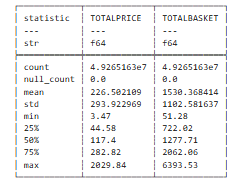 statistic TOTALPRICE TOTALBASKET
--- --- ---
str f64 f64
count 4.9265163e7 4.9265163e7
null_count 0.0 0.0
mean 226.502109 1530.368414
std 293.922969 1102.581637
min 3.47 51.28
25% 44.58 722.02
50% 117.4 1277.71
75% 282.82 2062.06
max 2029.84 6393.53